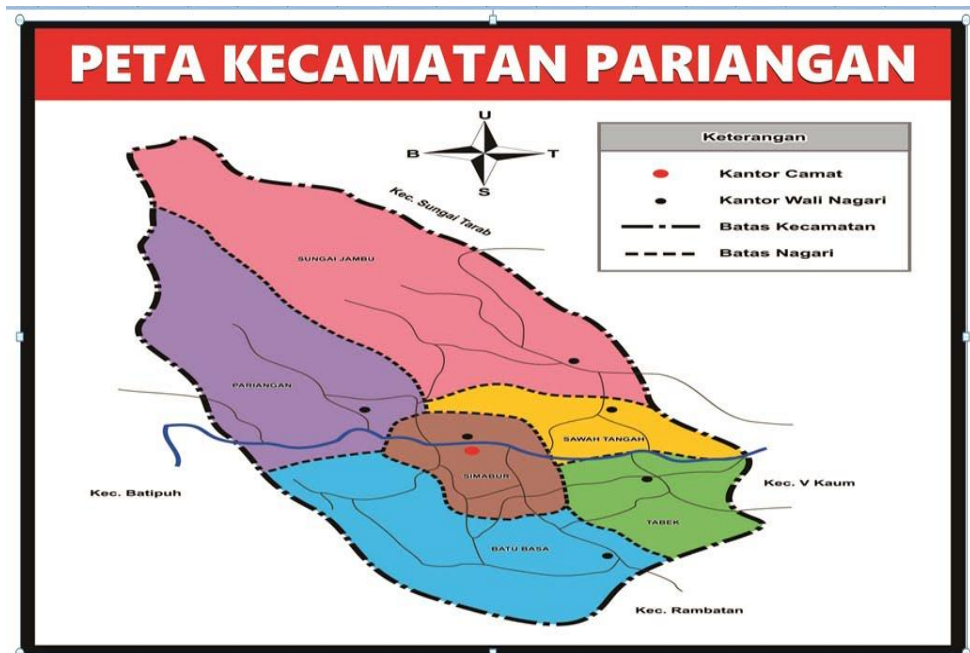 PETA KECAMATAN PARIANGAN
U
B
T
S
Keterangan
Kantor Camat
Kantor Wali Nagari
Batas Kecamatan
Batas Nagari
Kec. Sungai Tarab
SUNGAI JAMBU
PARIANGAN
SAWAH TANGAH
SIMABUR
Kec. Batipuh
Kec. V Kaum
TABEK
BATU BASA
Kec. Rambatan